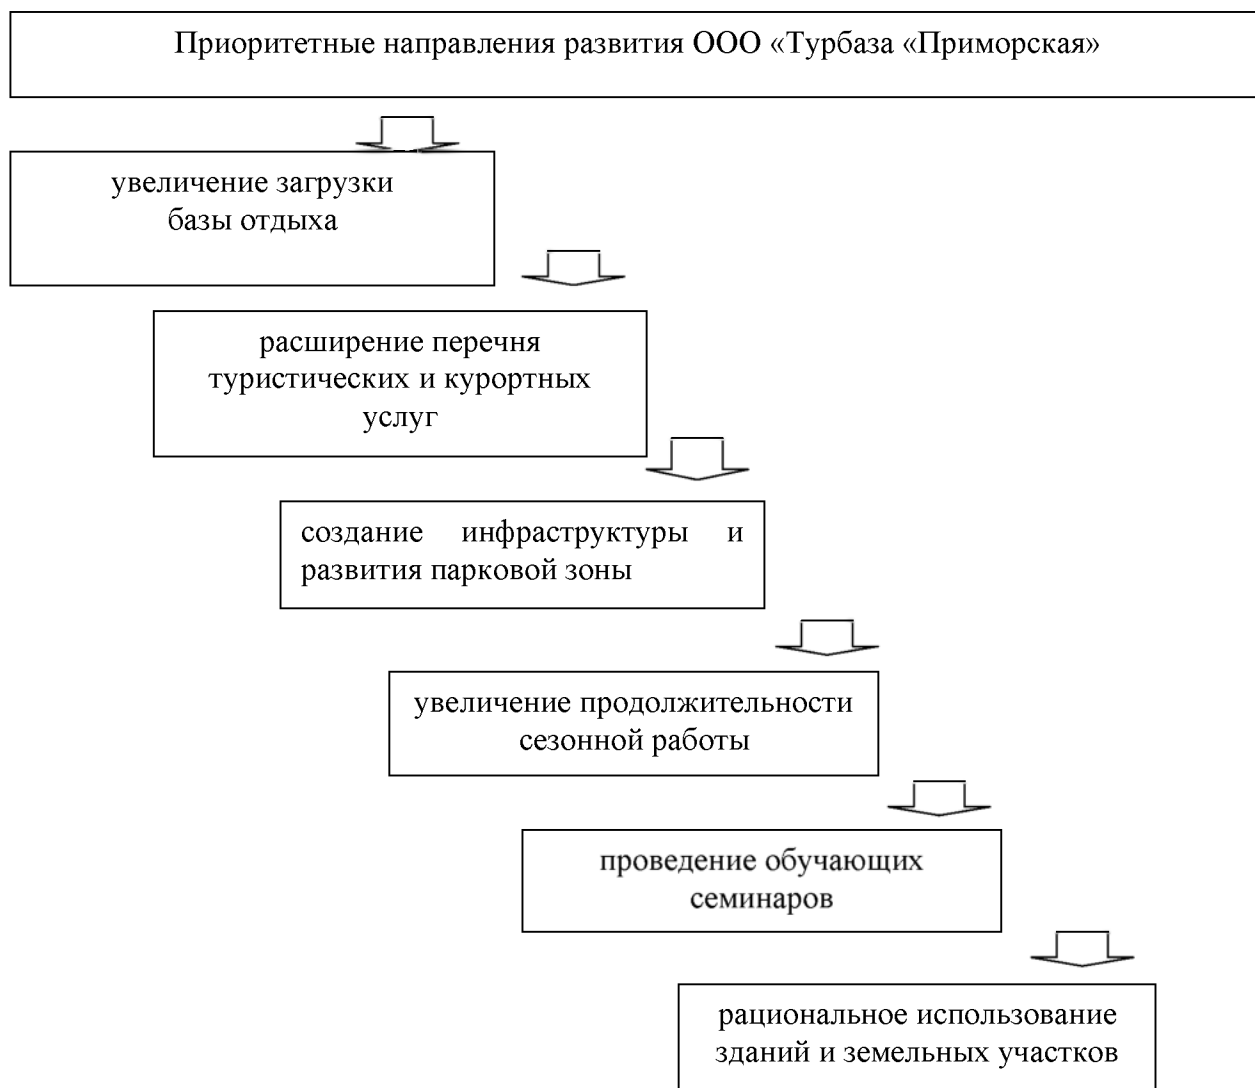 Приоритетные направления развития ООО «Турбаза «Приморская»
увеличение загрузки
базы отдыха
расширение перечня
туристических и курортных
услуг
создание инфраструктуры и
развития парковой зоны
увеличение продолжительности
сезонной работы
проведение обучающих
семинаров
рациональное использование
зданий и земельных участков